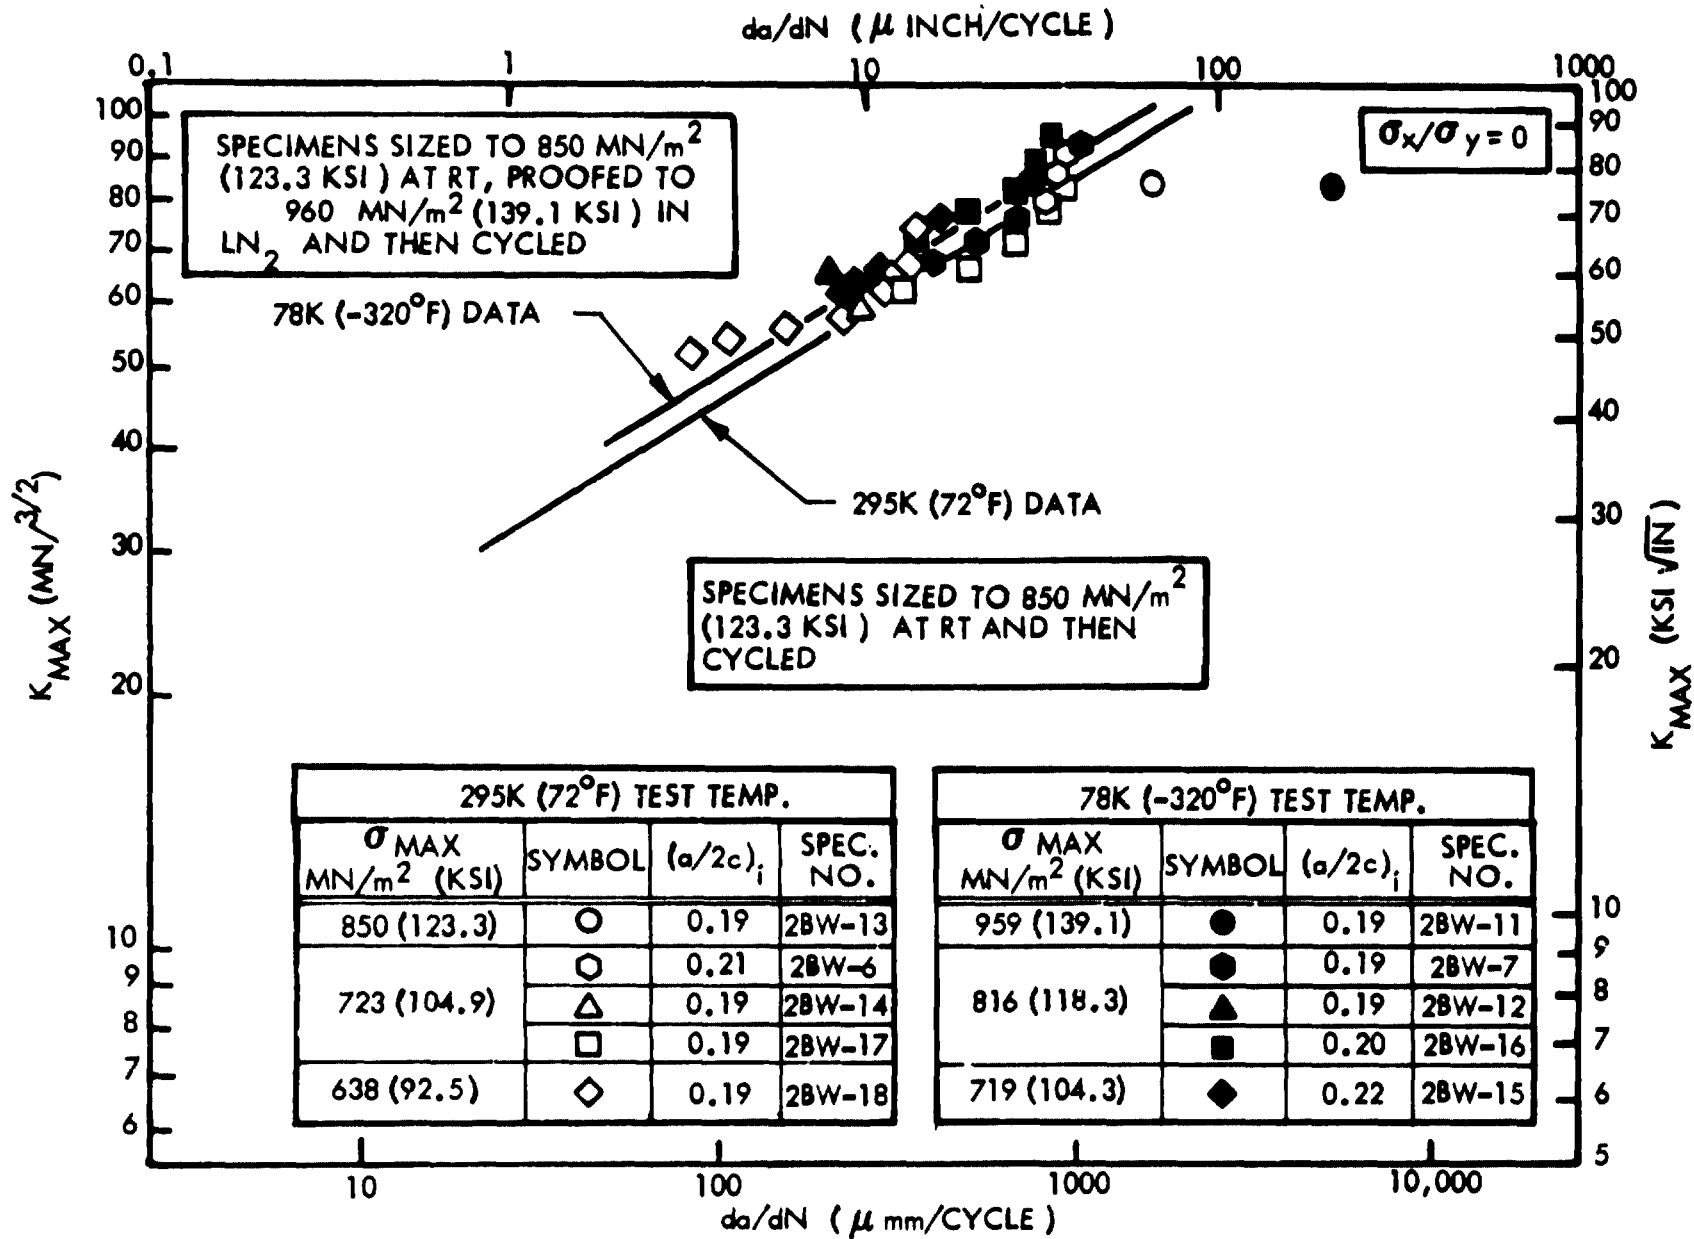 da/dN ( μ INCH/CYCLE )
0.1 1 10 100 1000
100
90
80
70
60
50
40
30
20
10
9
8
7
6
K MAX (MN/3/2)
SPECIMENS SIZED TO 850 MN/m2
(123.3 KSI ) AT RT, PROOFED TO
960 MN/m2 (139.1 KSI ) IN
LN2 AND THEN CYCLED
σx/σy = 0
78K (-320°F) DATA
295K (72°F) DATA
SPECIMENS SIZED TO 850 MN/m2
(123.3 KSI ) AT RT AND THEN
CYCLED
100
90
80
70
60
50
40
30
20
10
9
8
7
6
5
K MAX (KSI √IN )
295K (72°F) TEST TEMP.
σ MAX MN/m2 (KSI) SYMBOL (a/2c)i SPEC. NO.
850 (123.3) 0.19 2BW-13
0.21 2BW-6
723 (104.9) 0.19 2BW-14
0.19 2BW-17
638 (92.5) 0.19 2BW-18
78K (-320°F) TEST TEMP.
σ MAX MN/m2 (KSI) SYMBOL (a/2c)i SPEC. NO.
959 (139.1) 0.19 2BW-11
0.19 2BW-7
816 (118.3) 0.19 2BW-12
0.20 2BW-16
719 (104.3) 0.22 2BW-15
10 100 1000 10,000
da/dN ( μ mm/CYCLE )